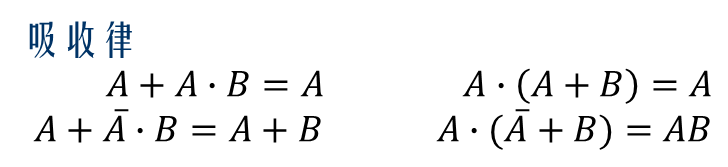 吸收律
A + A · B = A    A · (A + B) = A
A + Ā · B = A + B    A · (Ā + B) = AB